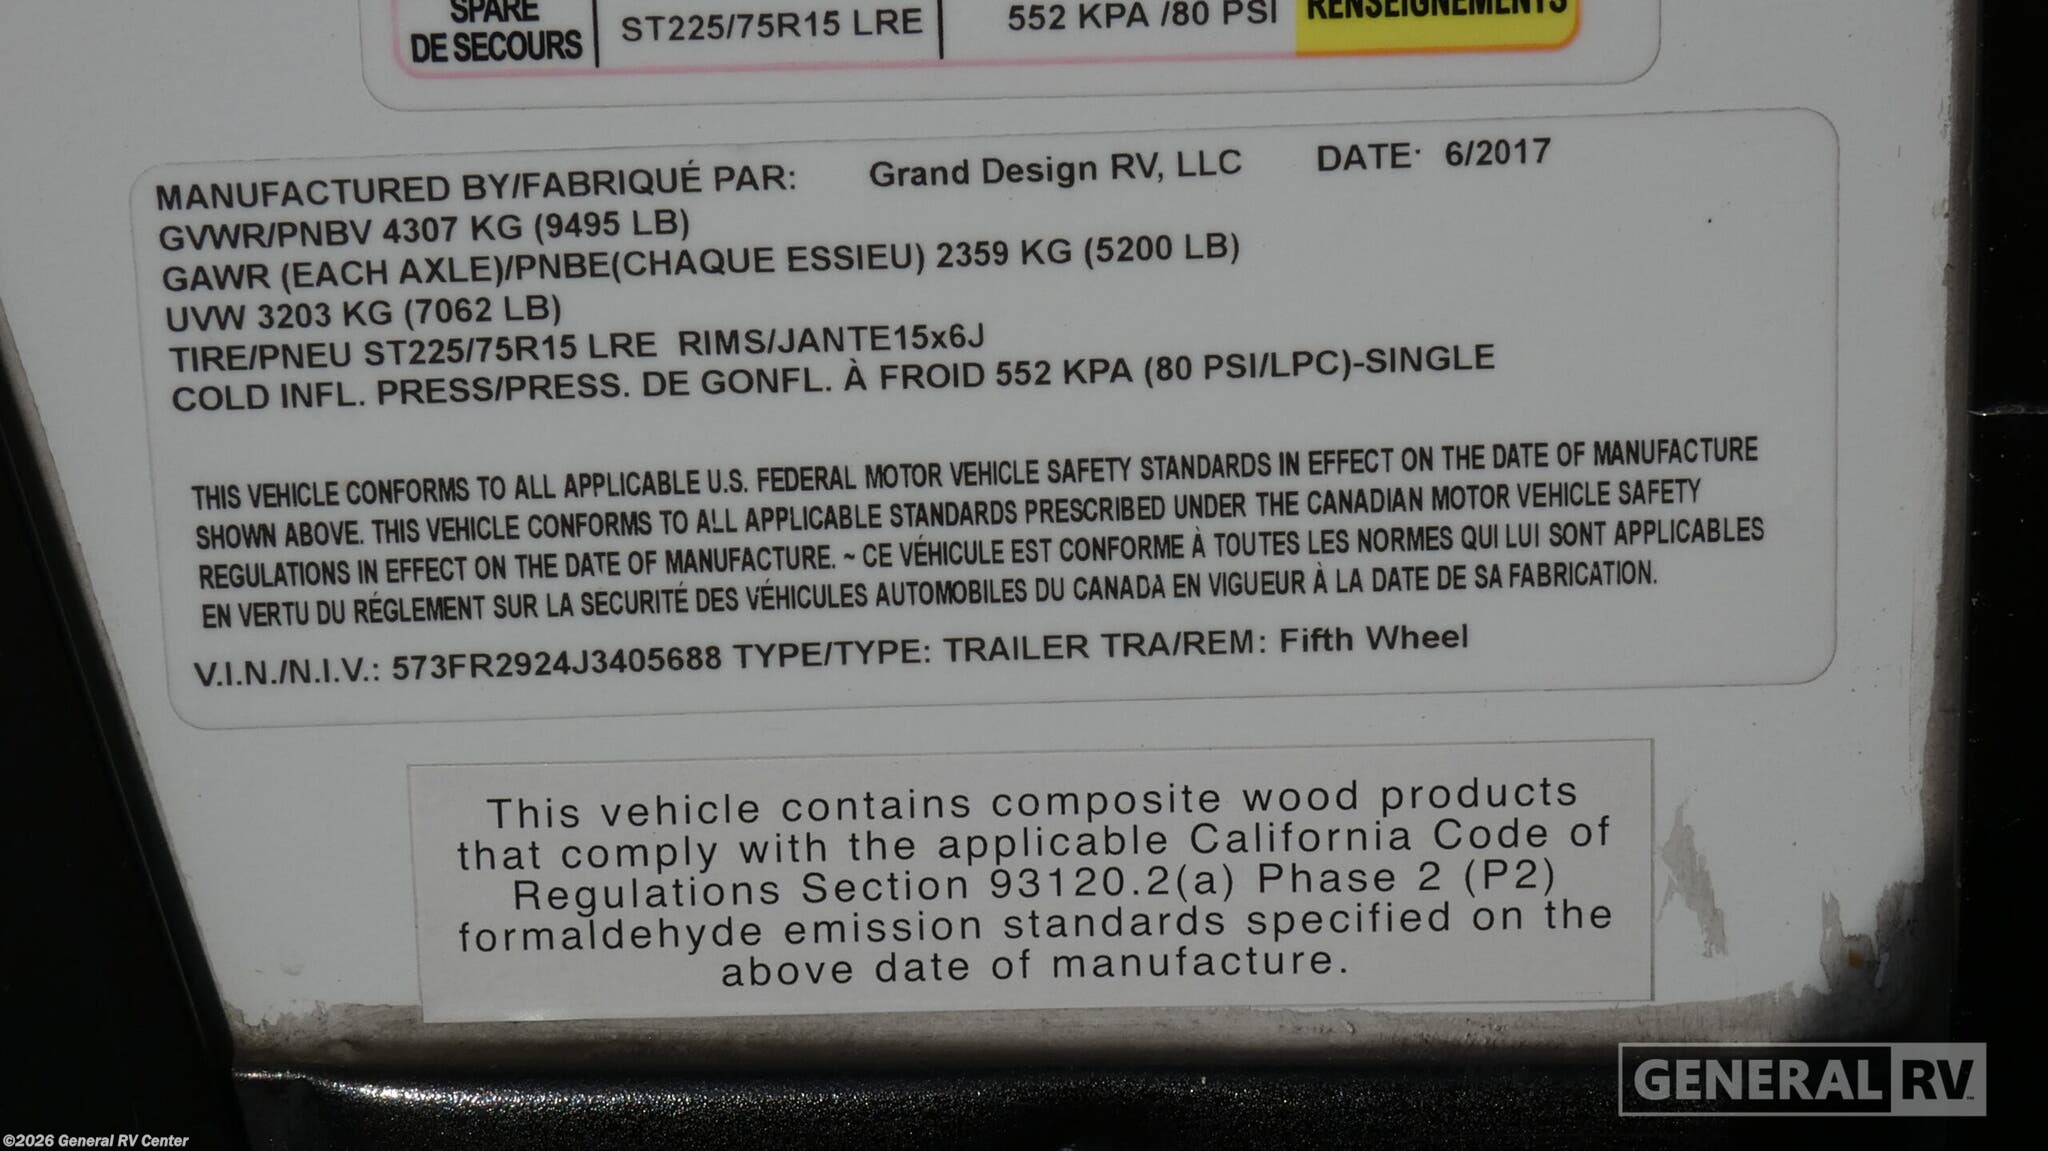 SPARE
DE SECOURS
ST225/75R15 LRE
552 KPA /80 PSI
RENSEIGNEMENTS
MANUFACTURED BY/FABRIQUÉ PAR: Grand Design RV, LLC DATE: 6/2017
GVWR/PNBV 4307 KG (9495 LB)
GAWR (EACH AXLE)/PNBE(CHAQUE ESSIEU) 2359 KG (5200 LB)
UVW 3203 KG (7062 LB)
TIRE/PNEU ST225/75R15 LRE RIMS/JANTE15x6J
COLD INFL. PRESS/PRESS. DE GONFL. À FROID 552 KPA (80 PSI/LPC)-SINGLE
THIS VEHICLE CONFORMS TO ALL APPLICABLE U.S. FEDERAL MOTOR VEHICLE SAFETY STANDARDS IN EFFECT ON THE DATE OF MANUFACTURE
SHOWN ABOVE. THIS VEHICLE CONFORMS TO ALL APPLICABLE STANDARDS PRESCRIBED UNDER THE CANADIAN MOTOR VEHICLE SAFETY
REGULATIONS IN EFFECT ON THE DATE OF MANUFACTURE. ~ CE VÉHICULE EST CONFORME À TOUTES LES NORMES QUI LUI SONT APPLICABLES
EN VERTU DU RÉGLEMENT SUR LA SÉCURITÉ DES VÉHICULES AUTOMOBILES DU CANADA EN VIGUEUR À LA DATE DE SA FABRICATION.
V.I.N./N.I.V.: 573FR2924J3405688 TYPE/TYPE: TRAILER TRA/REM: Fifth Wheel
This vehicle contains composite wood products
that comply with the applicable California Code of
Regulations Section 93120.2(a) Phase 2 (P2)
formaldehyde emission standards specified on the
above date of manufacture.
GENERAL RV
©2026 General RV Center